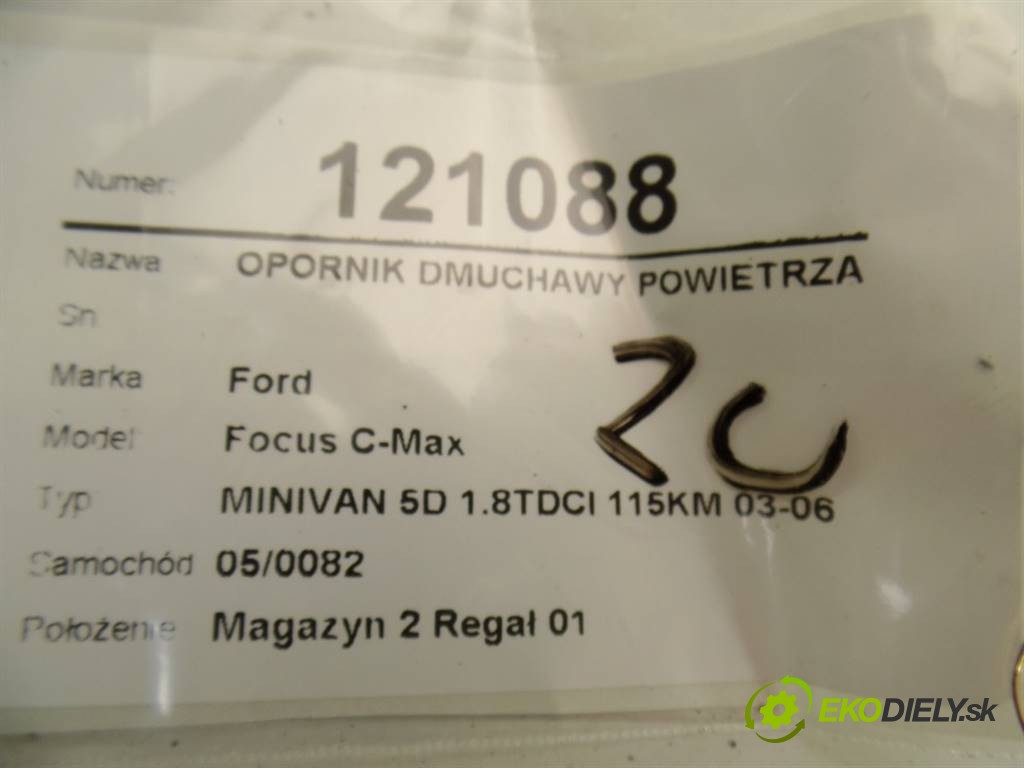 Numer: 121088
Nazwa OPORNIK DMUCHAWY POWIETRZA
Sn
Marka Ford
Model Focus C-Max
Typ MINIVAN 5D 1.8TDCI 115KM 03-06
Samochód 05/0082
Położenie Magazyn 2 Regał 01
EKODIELY.sk